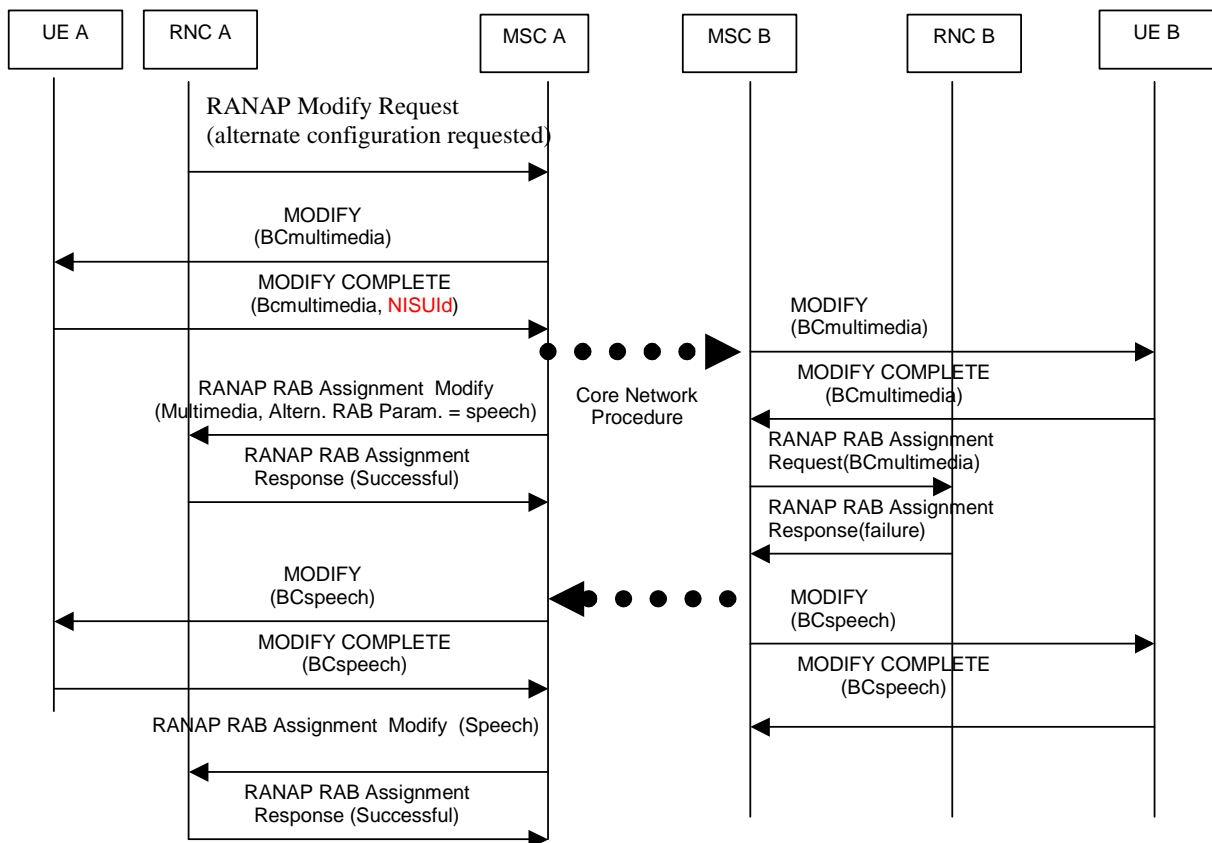 UE A
RNC A
MSC A
MSC B
RNC B
UE B
RANAP Modify Request
(alternate configuration requested)
MODIFY
(BCmultimedia)
MODIFY COMPLETE
(Bcmultimedia, NISUId)
MODIFY
(BCmultimedia)
MODIFY COMPLETE
(BCmultimedia)
RANAP RAB Assignment Modify
(Multimedia, Altern. RAB Param. = speech)
Core Network
Procedure
RANAP RAB Assignment
Request(BCmultimedia)
RANAP RAB Assignment
Response (Successful)
RANAP RAB Assignment
Response(failure)
MODIFY
(BCspeech)
MODIFY
(BCspeech)
MODIFY COMPLETE
(BCspeech)
MODIFY COMPLETE
(BCspeech)
RANAP RAB Assignment Modify (Speech)
RANAP RAB Assignment
Response (Successful)